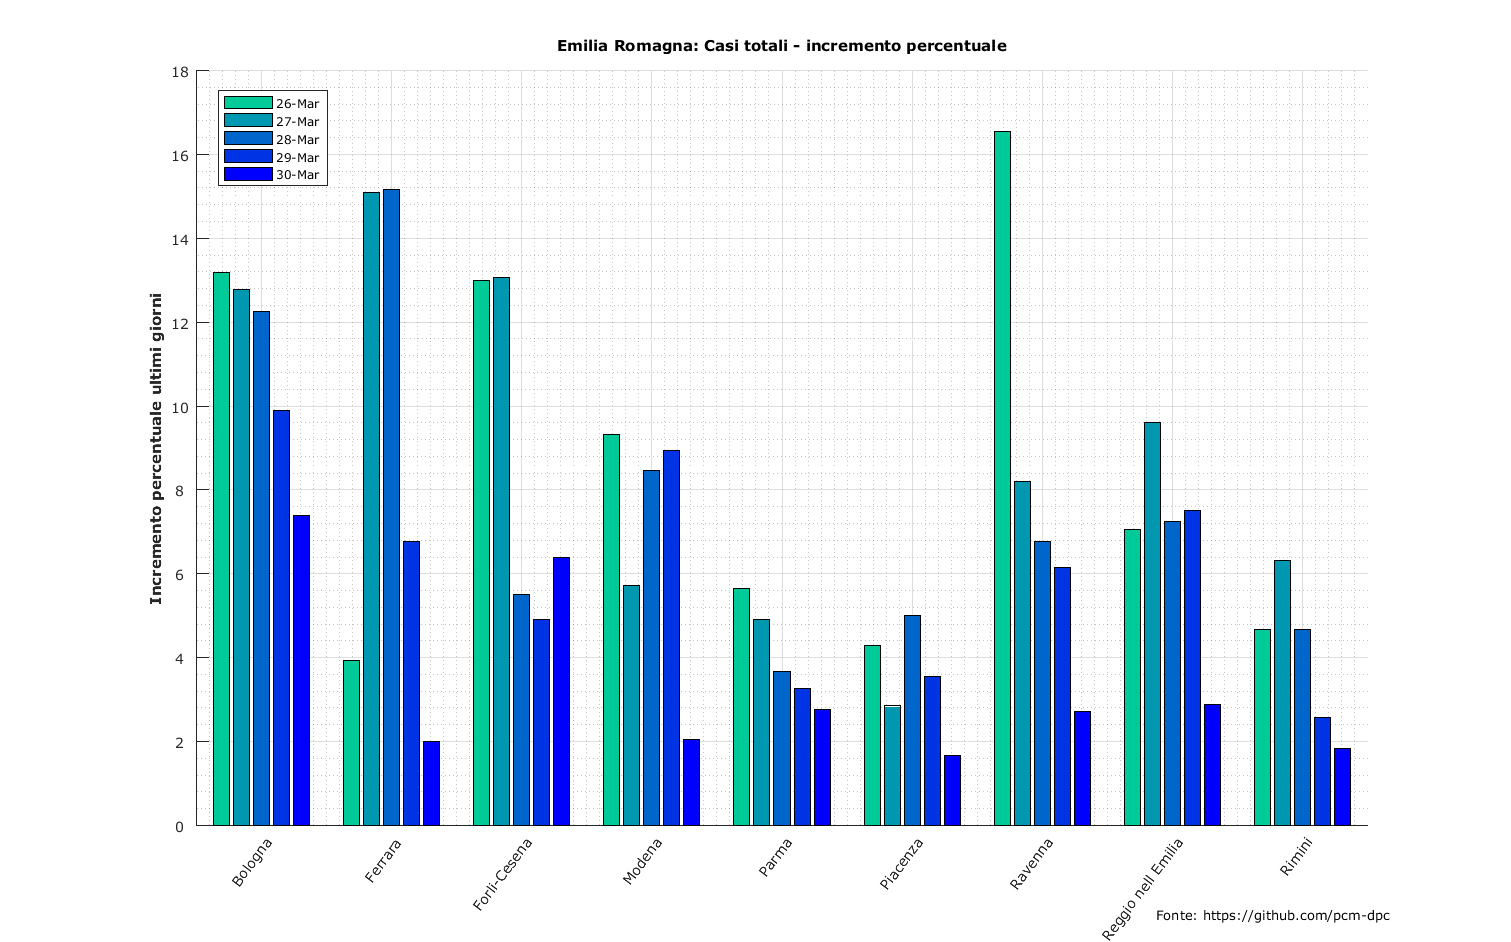 Emilia Romagna: Casi totali - incremento percentuale
18
16
14
12
10
8
6
4
2
0
Incremento percentuale ultimi giorni
26-Mar
27-Mar
28-Mar
29-Mar
30-Mar
Bologna
Ferrara
Forlì-Cesena
Modena
Parma
Piacenza
Ravenna
Reggio nell Emilia
Rimini
Fonte: https://github.com/pcm-dpc